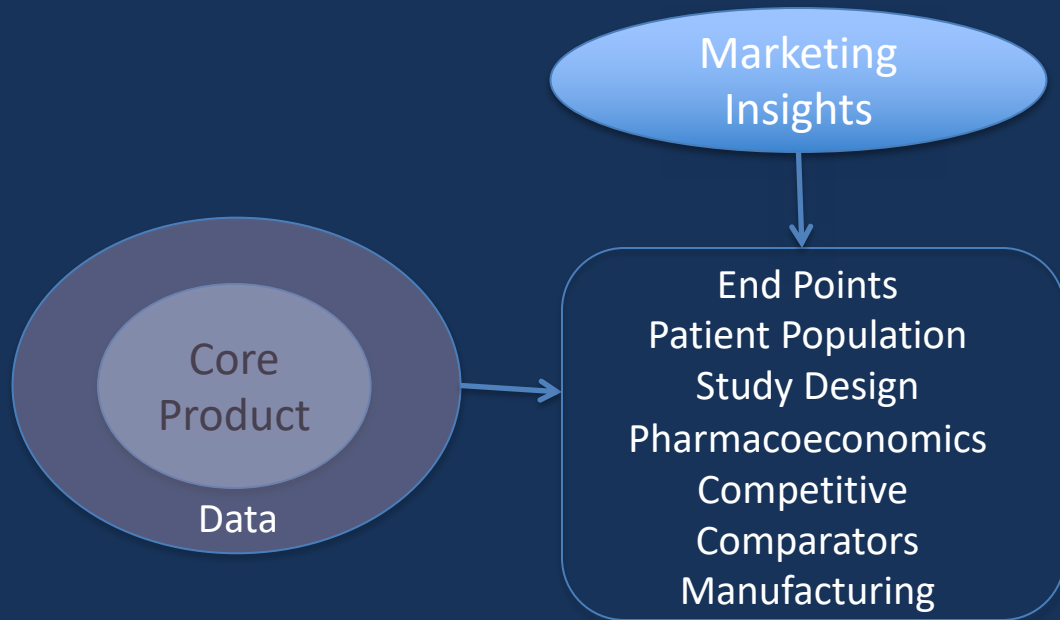 Marketing
Insights
Core
Product
Data
End Points
Patient Population
Study Design
Pharmacoeconomics
Competitive
Comparators
Manufacturing